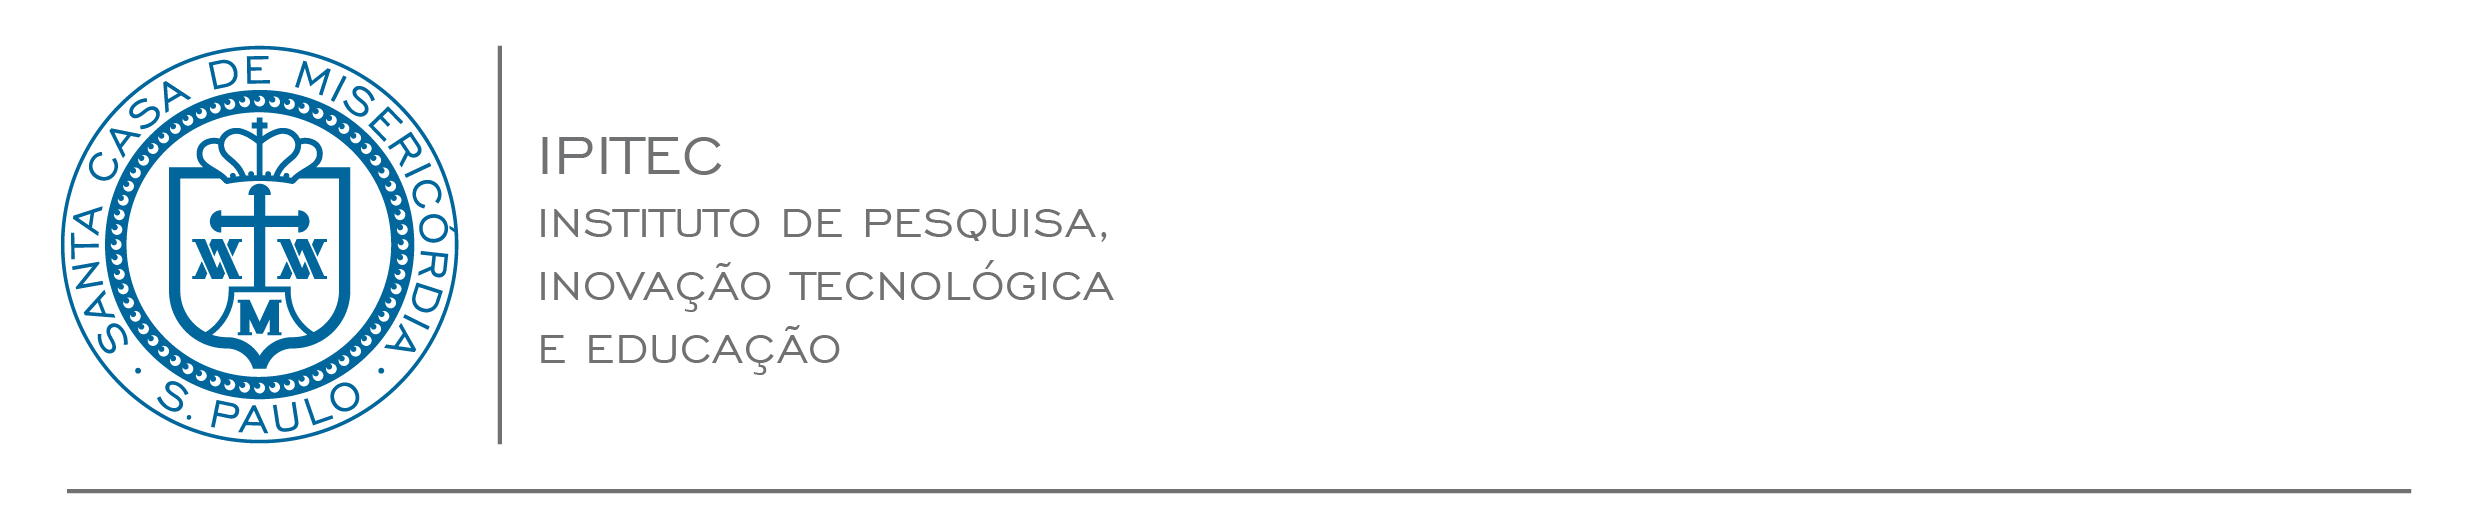 SANTA CASA DE MISERICÓRDIA
· S. PAULO ·
M
IPITEC
INSTITUTO DE PESQUISA,
INOVAÇÃO TECNOLÓGICA
E EDUCAÇÃO